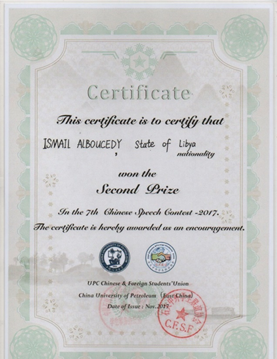 Certificate
This certificate is to certify that
ISMAIL ALBOUCEDY , State of Libya
nationality
won the
Second Prize
In the 7th Chinese Speech Contest -2017.
The certificate is hereby awarded as an encouragement.
UPC Chinese & Foreign Students'Union
China University of Petroleum (East China)
Date of Issue : Nov.2017
C.F.S.F